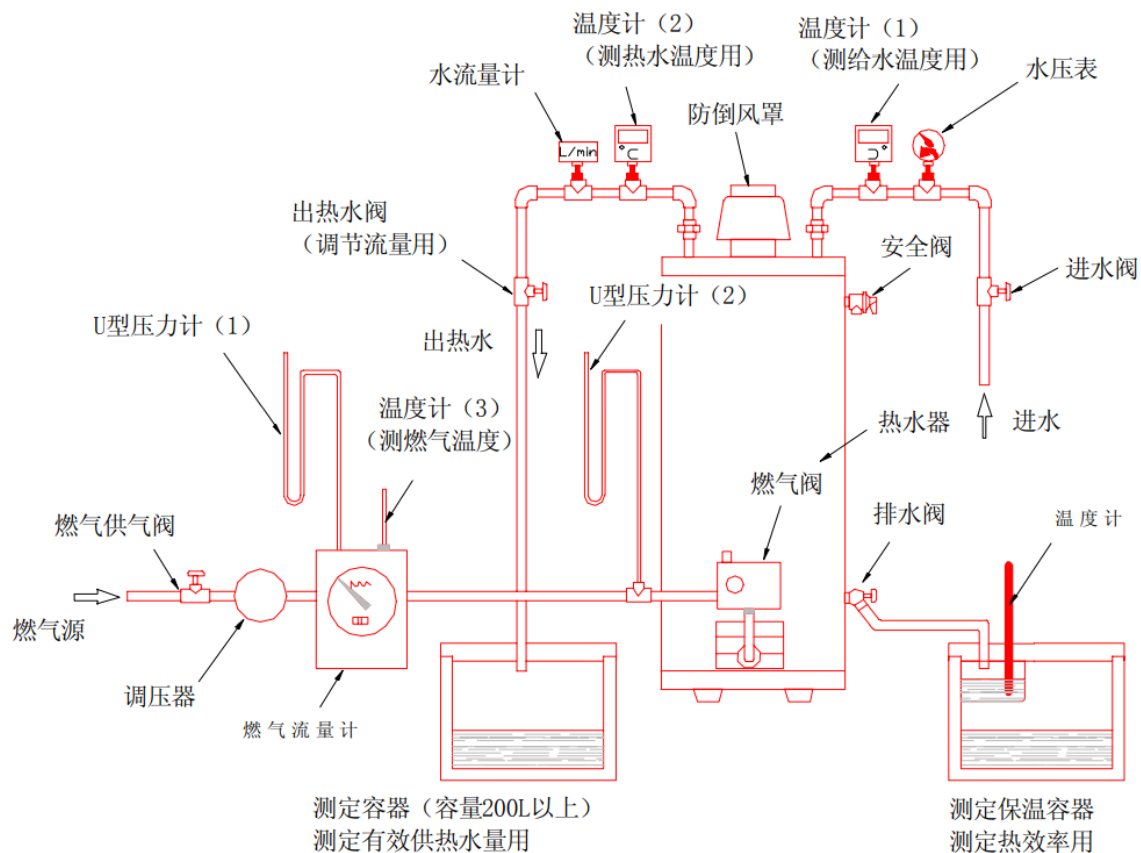 温度计（2）
（测热水温度用）
温度计（1）
（测给水温度用）
水流量计
水压表
防倒风罩
L/min
°C
°C
出热水阀
（调节流量用）
安全阀
进水阀
U型压力计（2）
U型压力计（1）
出热水
温度计（3）
（测燃气温度）
热水器
进水
燃气阀
排水阀
温度计
燃气供气阀
燃气源
调压器
燃气流量计
测定容器（容量200L以上）
测定有效供热水量用
测定保温容器
测定热效率用